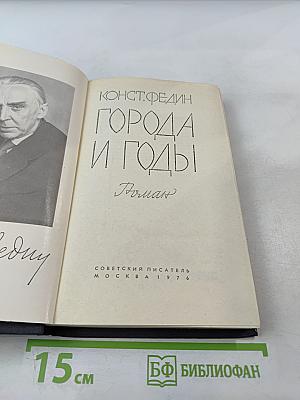 КОНСТ. ФЕДИН
ГОРОДА
И ГОДЫ
Роман
СОВЕТСКИЙ ПИСАТЕЛЬ
МОСКВА 1976
15 см
БФ БИБЛИОФАН